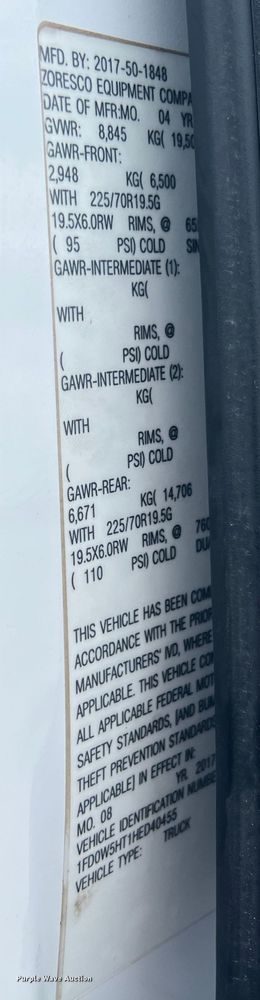 MFD. BY: 2017-50-1848
ZORESCO EQUIPMENT COMPA
DATE OF MFR:MO. 04 YR
GVWR: 8,845 KG( 19,50
GAWR-FRONT:
2,948 KG( 6,500
WITH 225/70R19.5G
19.5X6.0RW RIMS, @ 65
( 95 PSI) COLD SIN
GAWR-INTERMEDIATE (1):
KG(
WITH
RIMS, @
( PSI) COLD
GAWR-INTERMEDIATE (2):
KG(
WITH
RIMS, @
( PSI) COLD
GAWR-REAR:
6,671 KG( 14,706
WITH 225/70R19.5G
19.5X6.0RW RIMS, @ 760
( 110 PSI) COLD DU
THIS VEHICLE HAS BEEN COM
ACCORDANCE WITH THE PRIOR
MANUFACTURERS' IVD, WHERE
APPLICABLE. THIS VEHICLE CO
ALL APPLICABLE FEDERAL MOT
SAFETY STANDARDS, [AND BUM
THEFT PREVENTION STANDARDS
APPLICABLE] IN EFFECT IN:
MO. 08 YR. 2017
VEHICLE IDENTIFICATION NUMBE
1FD0W5HT1HED40455
VEHICLE TYPE: TRUCK
Purple Wave Auction